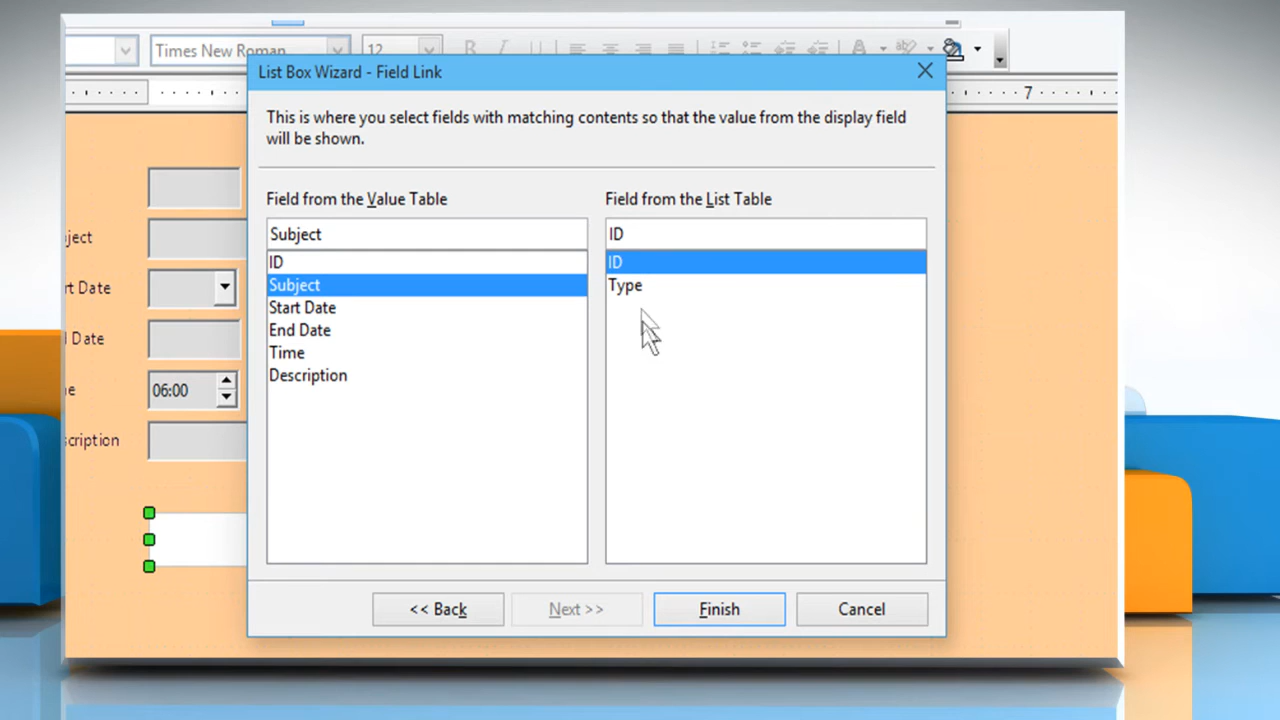 Times New Roman
12
7
List Box Wizard - Field Link
This is where you select fields with matching contents so that the value from the display field
will be shown.
Field from the Value Table
Field from the List Table
Subject
ID
ID
Subject
Start Date
End Date
Time
Description
ID
Type
ject
rt Date
Date
06:00
scription
<< Back
Next >>
Finish
Cancel